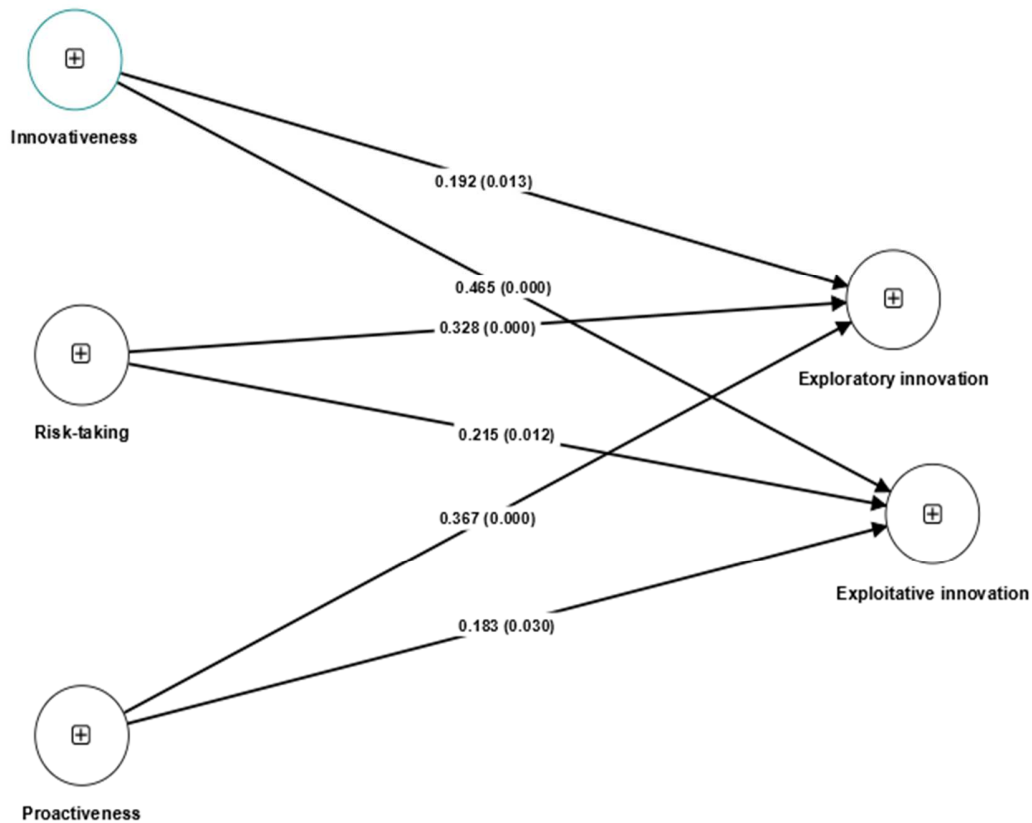 Innovativeness
0.192 (0.013)
0.465 (0.000)
0.328 (0.000)
Exploratory innovation
Risk-taking
0.215 (0.012)
0.367 (0.000)
Exploitative innovation
0.183 (0.030)
Proactiveness